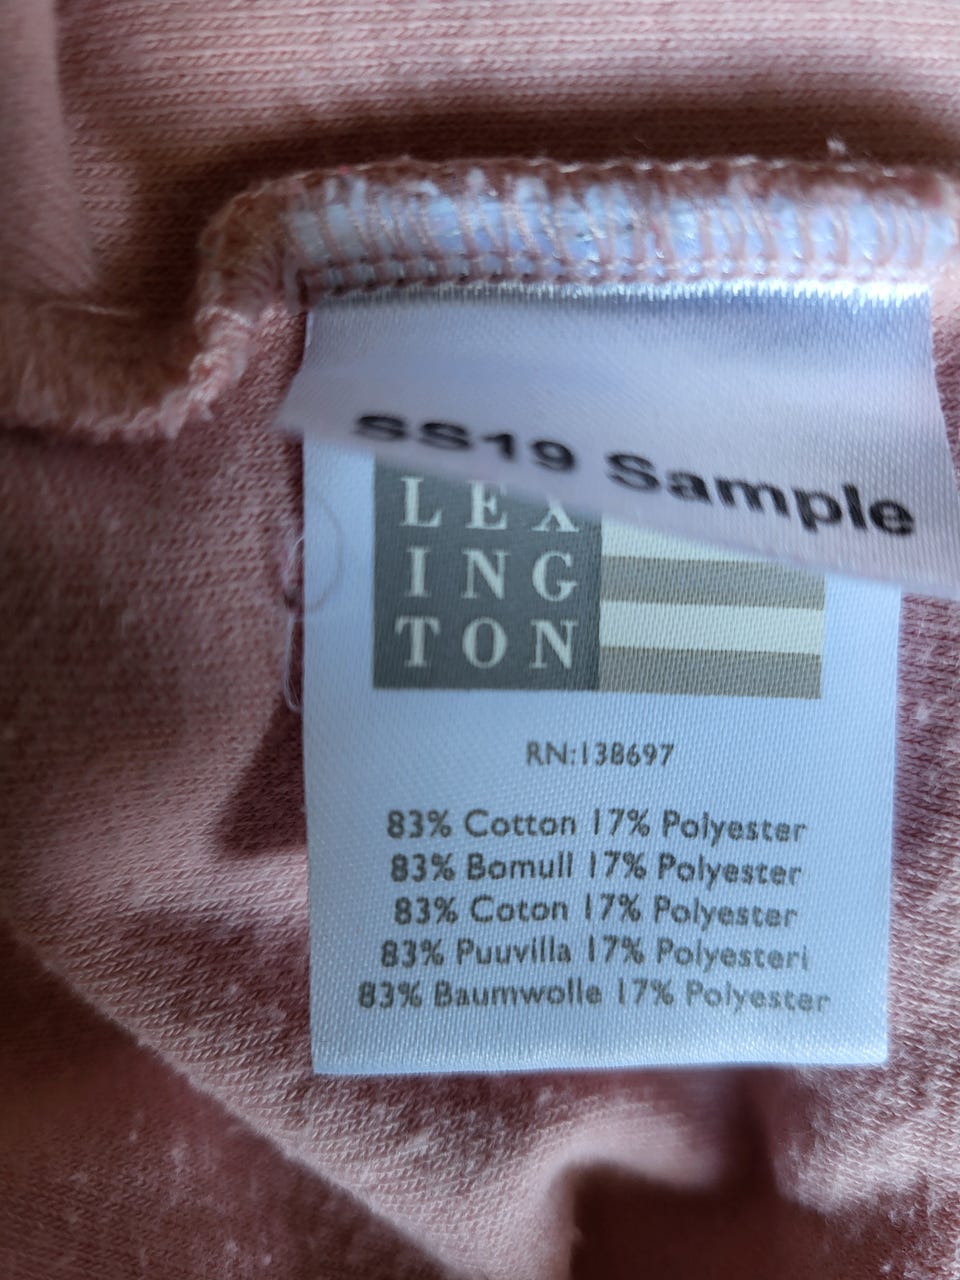 SS19 Sample
LEX
ING
TON
RN:138697
83% Cotton 17% Polyester
83% Bomull 17% Polyester
83% Coton 17% Polyester
83% Puuvilla 17% Polyesteri
83% Baumwolle 17% Polyester